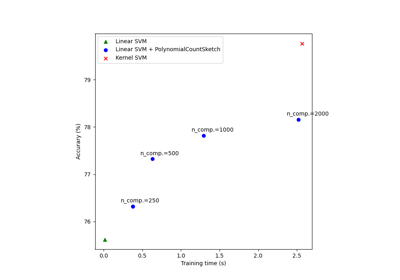 Linear SVM
Linear SVM + PolynomialCountSketch
Kernel SVM
79
n_comp.=2000
78
n_comp.=1000
n_comp.=500
77
n_comp.=250
76
Accurary (%)
0.0 0.5 1.0 1.5 2.0 2.5
Training time (s)